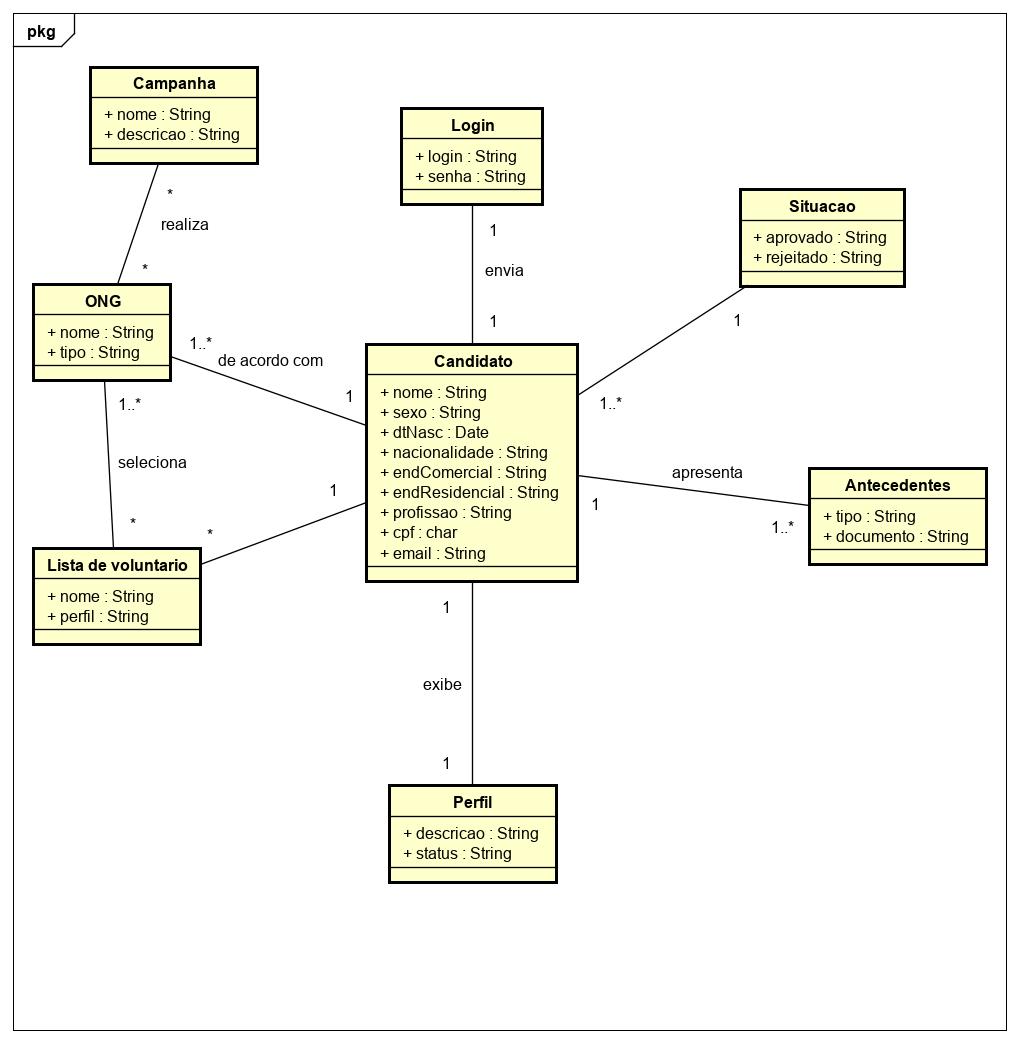 pkg
Campanha
+ nome : String
+ descricao : String
*
realiza
*
ONG
+ nome : String
+ tipo : String
1..*
seleciona
*
Lista de voluntario
+ nome : String
+ perfil : String
*
1
1..*
de acordo com
1
Login
+ login : String
+ senha : String
1
envia
1
Candidato
+ nome : String
+ sexo : String
+ dtNasc : Date
+ nacionalidade : String
+ endComercial : String
+ endResidencial : String
+ profissao : String
+ cpf : char
+ email : String
1
exibe
1
Perfil
+ descricao : String
+ status : String
Situacao
+ aprovado : String
+ rejeitado : String
1
1..*
apresenta
1
1..*
Antecedentes
+ tipo : String
+ documento : String